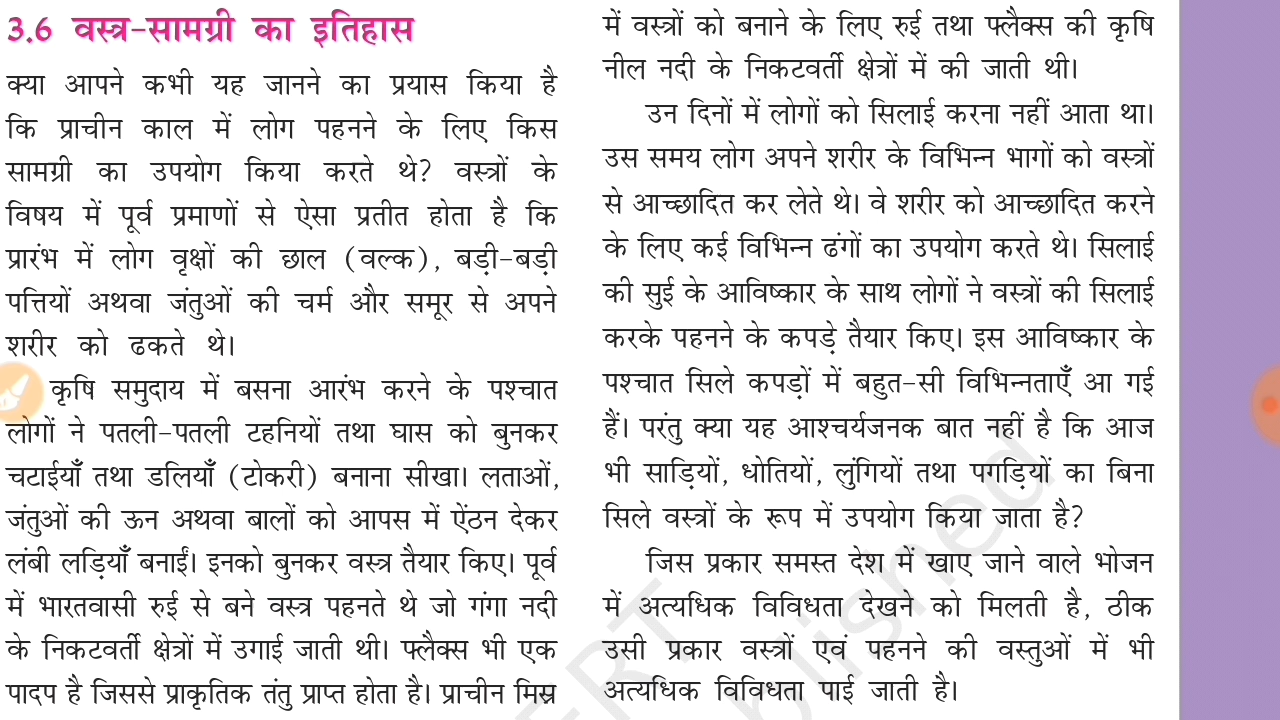 3.6 वस्त्र-सामग्री का इतिहास
क्या आपने कभी यह जानने का प्रयास किया है
कि प्राचीन काल में लोग पहनने के लिए किस
सामग्री का उपयोग किया करते थे? वस्त्रों के
विषय में पूर्व प्रमाणों से ऐसा प्रतीत होता है कि
प्रारंभ में लोग वृक्षों की छाल (वल्क), बड़ी-बड़ी
पत्तियों अथवा जंतुओं की चर्म और समूर से अपने
शरीर को ढकते थे।
कृषि समुदाय में बसना आरंभ करने के पश्चात
लोगों ने पतली-पतली टहनियों तथा घास को बुनकर
चटाईयाँ तथा डलियाँ (टोकरी) बनाना सीखा। लताओं,
जंतुओं की ऊन अथवा बालों को आपस में ऐंठन देकर
लंबी लड़ियाँ बनाईं। इनको बुनकर वस्त्र तैयार किए। पूर्व
में भारतवासी रुई से बने वस्त्र पहनते थे जो गंगा नदी
के निकटवर्ती क्षेत्रों में उगाई जाती थी। फ्लैक्स भी एक
पादप है जिससे प्राकृतिक तंतु प्राप्त होता है। प्राचीन मिस्र
में वस्त्रों को बनाने के लिए रुई तथा फ्लैक्स की कृषि
नील नदी के निकटवर्ती क्षेत्रों में की जाती थी।
उन दिनों में लोगों को सिलाई करना नहीं आता था।
उस समय लोग अपने शरीर के विभिन्न भागों को वस्त्रों
से आच्छादित कर लेते थे। वे शरीर को आच्छादित करने
के लिए कई विभिन्न ढंगों का उपयोग करते थे। सिलाई
की सुई के आविष्कार के साथ लोगों ने वस्त्रों की सिलाई
करके पहनने के कपड़े तैयार किए। इस आविष्कार के
पश्चात सिले कपड़ों में बहुत-सी विभिन्नताएँ आ गई
हैं। परंतु क्या यह आश्चर्यजनक बात नहीं है कि आज
भी साड़ियों, धोतियों, लुंगियों तथा पगड़ियों का बिना
सिले वस्त्रों के रूप में उपयोग किया जाता है?
जिस प्रकार समस्त देश में खाए जाने वाले भोजन
में अत्यधिक विविधता देखने को मिलती है, ठीक
उसी प्रकार वस्त्रों एवं पहनने की वस्तुओं में भी
अत्यधिक विविधता पाई जाती है।